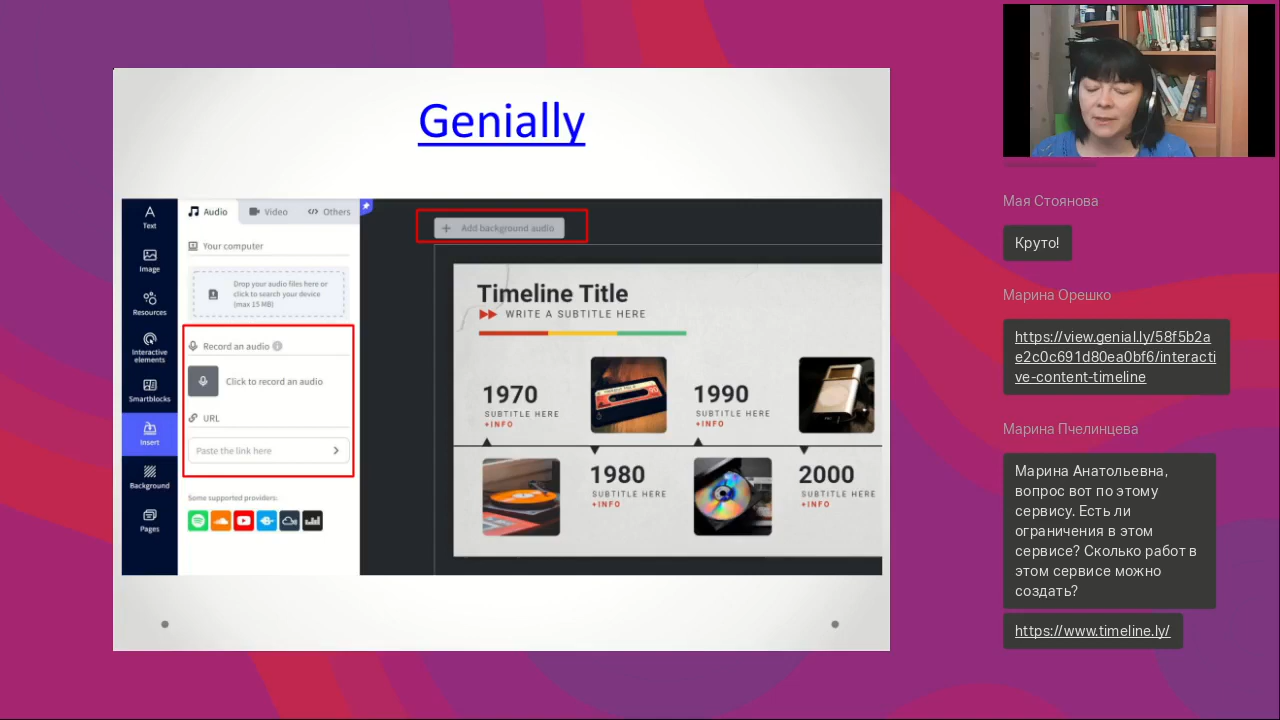 Genially
Text
Image
Resources
Interactive
elements
Smartblocks
Insert
Background
Pages
Audio
Video
Others
Your computer
Drop your audio files here or
click to search your device
(max 15 MB)
Record an audio
Click to record an audio
URL
Paste the link here
Some supported providers:
+ Add background audio
Timeline Title
WRITE A SUBTITLE HERE
1970
SUBTITLE HERE
+INFO
1990
SUBTITLE HERE
+INFO
1980
SUBTITLE HERE
+INFO
2000
SUBTITLE HERE
+INFO
Мая Стоянова
Круто!
Марина Орешко
https://view.genial.ly/58f5b2a
e2c0c691d80ea0bf6/interacti
ve-content-timeline
Марина Пчелинцева
Марина Анатольевна,
вопрос вот по этому
сервису. Есть ли
ограничения в этом
сервисе? Сколько работ в
этом сервисе можно
создать?
https://www.timeline.ly/